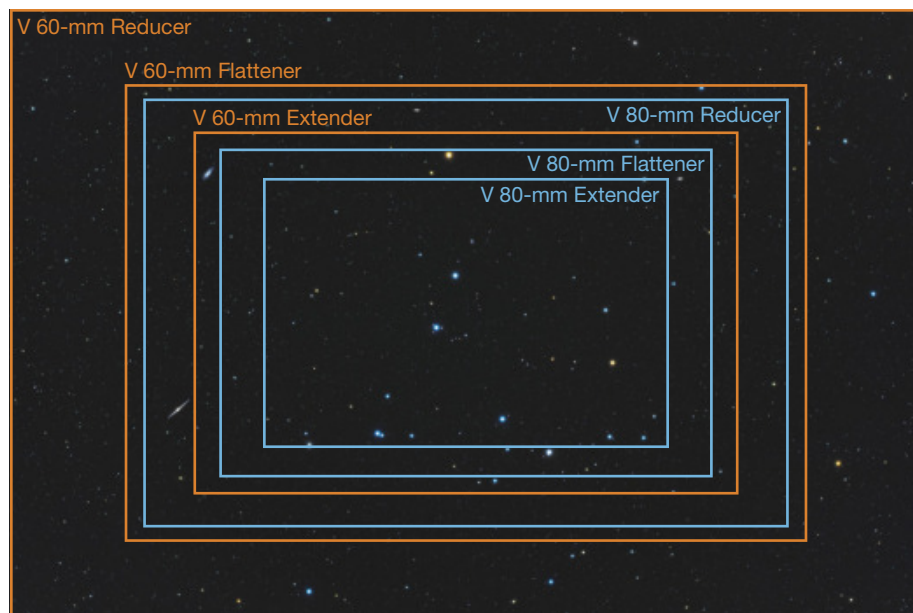 V 60-mm Reducer
V 60-mm Flattener
V 80-mm Reducer
V 60-mm Extender
V 80-mm Flattener
V 80-mm Extender